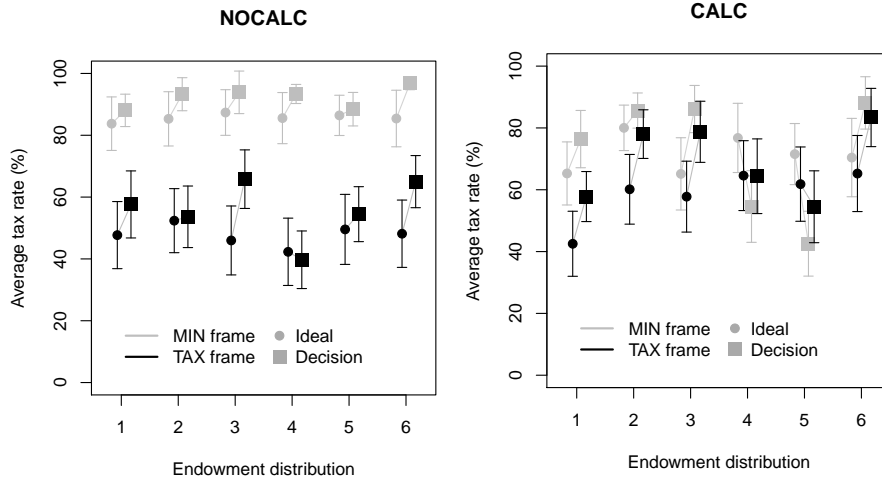 NOCALC
Average tax rate (%)
100
80
60
40
20
0
MIN frame
TAX frame
Ideal
Decision
1 2 3 4 5 6
Endowment distribution
CALC
Average tax rate (%)
100
80
60
40
20
0
MIN frame
TAX frame
Ideal
Decision
1 2 3 4 5 6
Endowment distribution